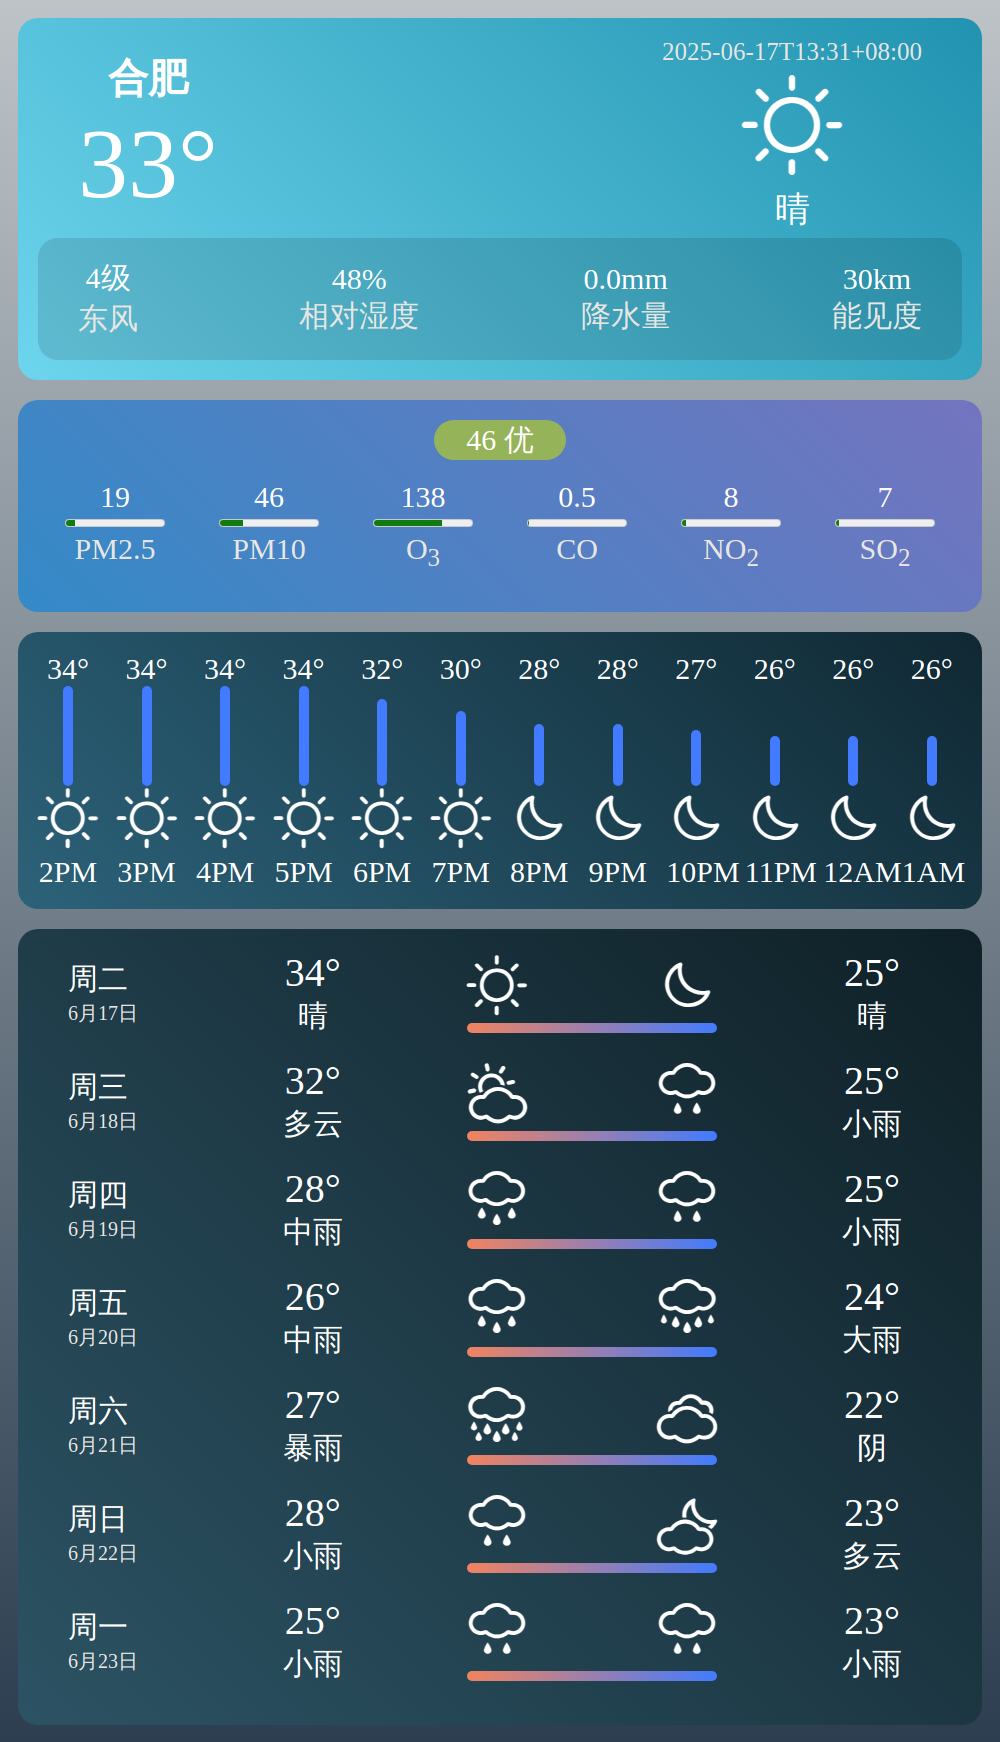 合肥
33°
2025-06-17T13:31+08:00
晴
4级 48% 0.0mm 30km
东风 相对湿度 降水量 能见度
46 优
19 46 138 0.5 8 7
PM2.5 PM10 O3 CO NO2 SO2
34° 34° 34° 34° 32° 30° 28° 28° 27° 26° 26° 26°
2PM 3PM 4PM 5PM 6PM 7PM 8PM 9PM 10PM 11PM 12AM 1AM
周二 34° 25°
6月17日 晴 晴
周三 32° 25°
6月18日 多云 小雨
周四 28° 25°
6月19日 中雨 小雨
周五 26° 24°
6月20日 中雨 大雨
周六 27° 22°
6月21日 暴雨 阴
周日 28° 23°
6月22日 小雨 多云
周一 25° 23°
6月23日 小雨 小雨